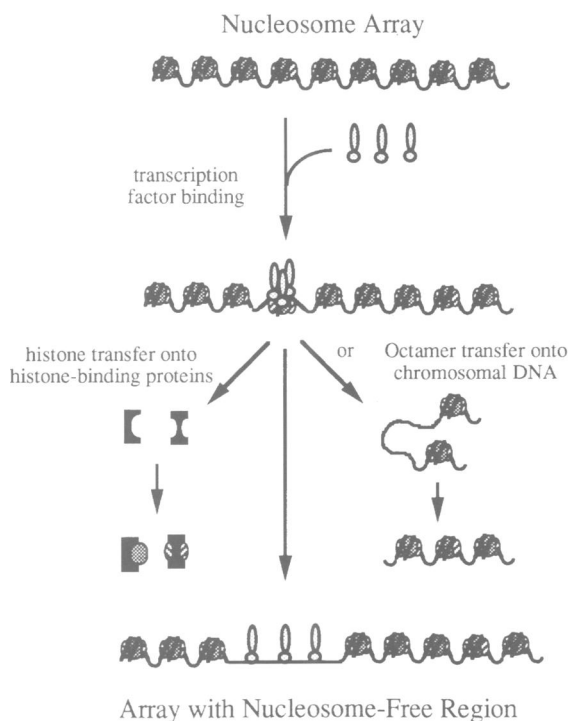 Nucleosome Array
transcription
factor binding
histone transfer onto
histone-binding proteins
or
Octamer transfer onto
chromosomal DNA
Array with Nucleosome-Free Region